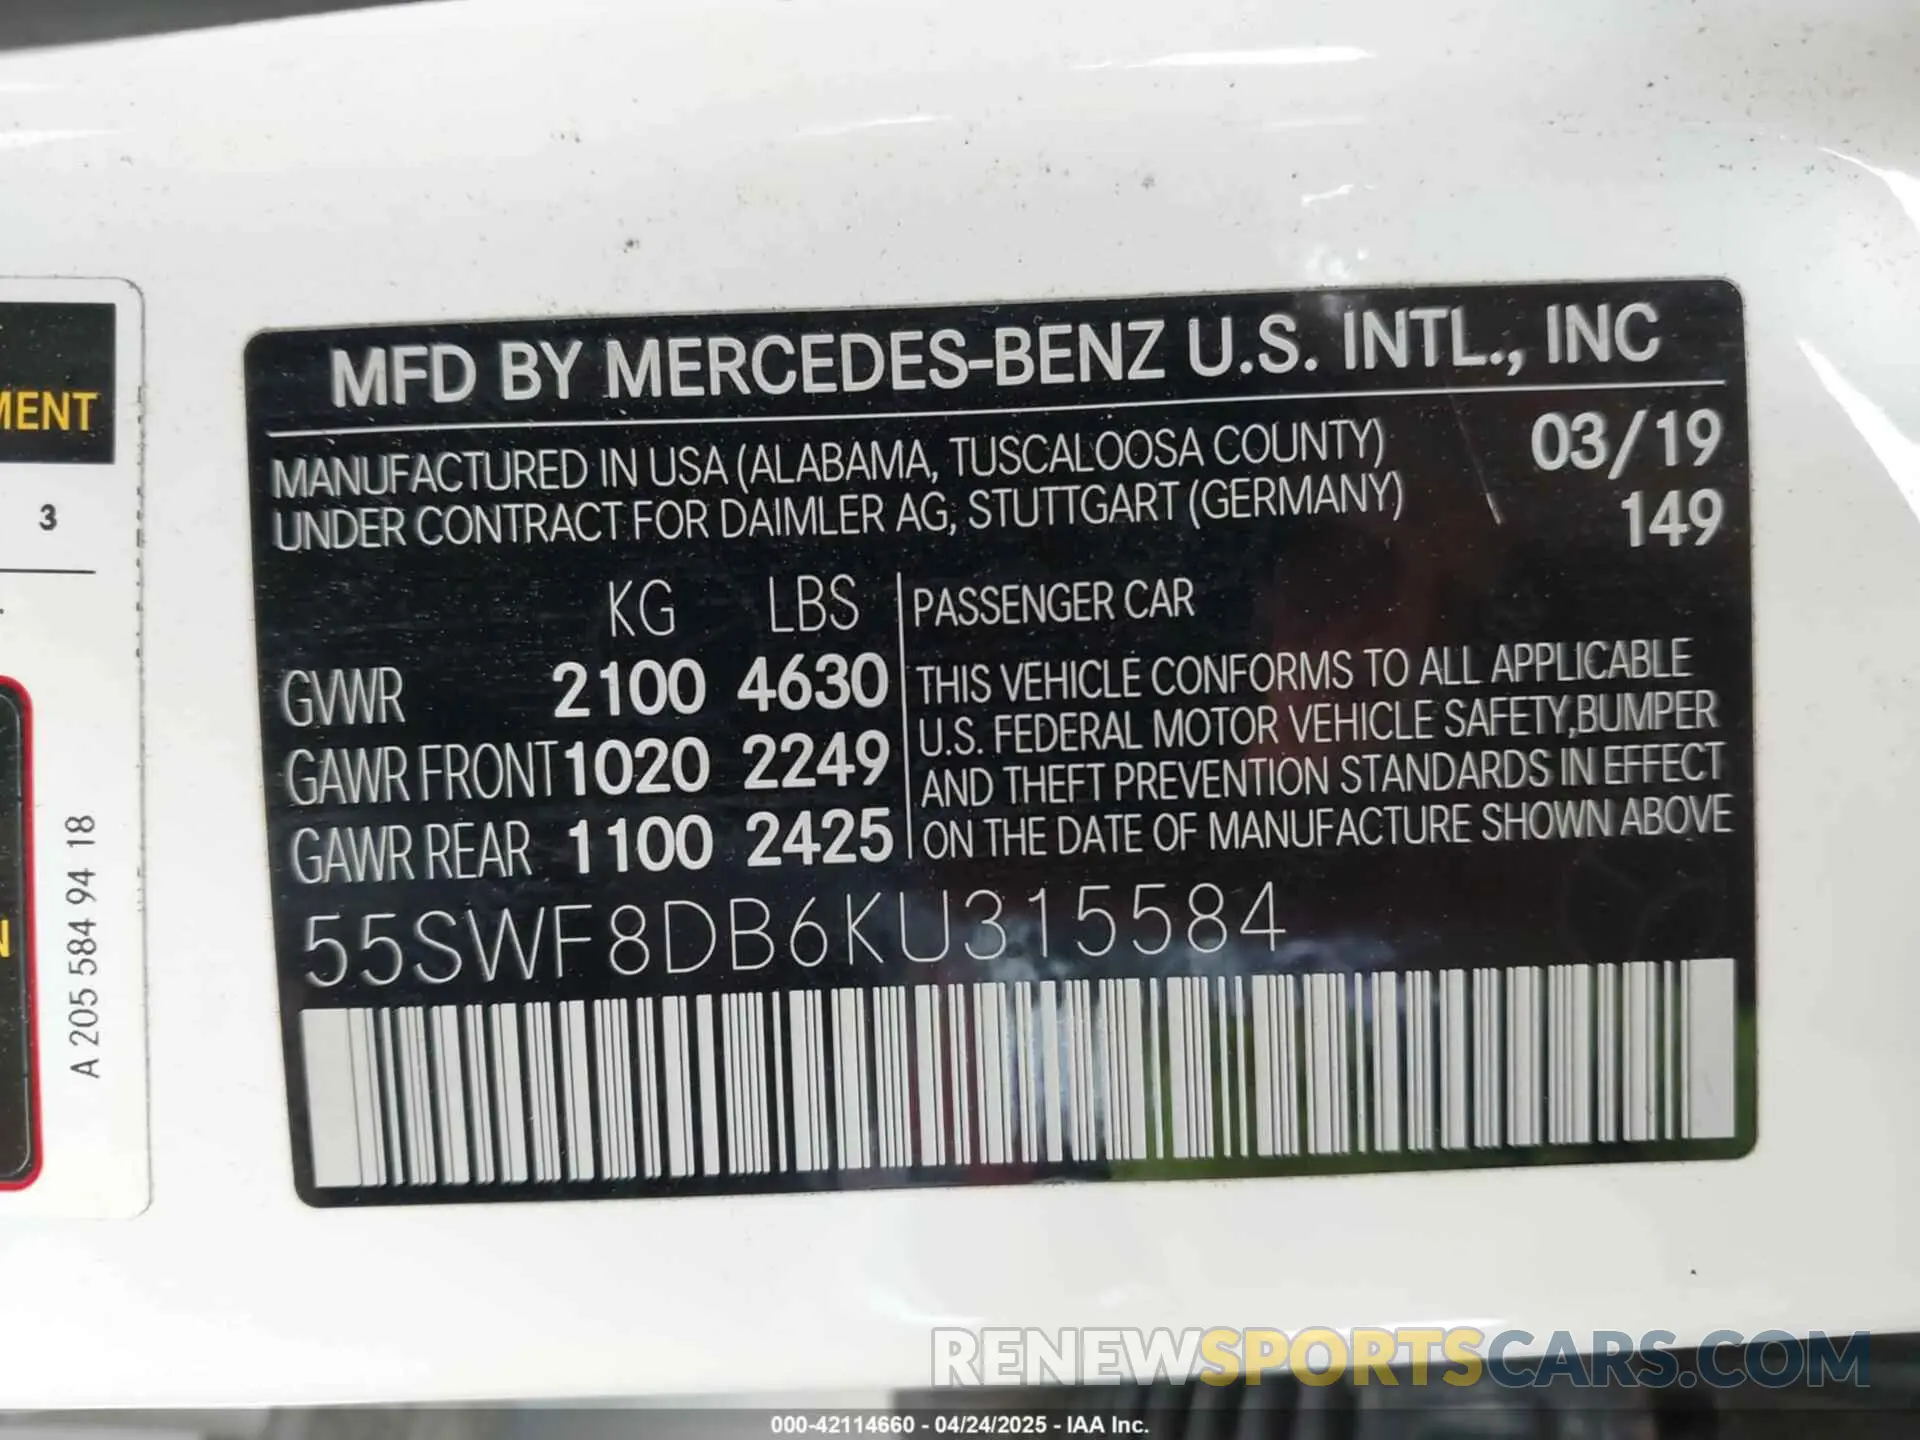 MFD BY MERCEDES-BENZ U.S. INTL., INC
MANUFACTURED IN USA (ALABAMA, TUSCALOOSA COUNTY) 03/19
UNDER CONTRACT FOR DAIMLER AG, STUTTGART (GERMANY) 149
KG LBS PASSENGER CAR
GVWR 2100 4630 THIS VEHICLE CONFORMS TO ALL APPLICABLE
U.S. FEDERAL MOTOR VEHICLE SAFETY,BUMPER
GAWR FRONT 1020 2249 AND THEFT PREVENTION STANDARDS IN EFFECT
GAWR REAR 1100 2425 ON THE DATE OF MANUFACTURE SHOWN ABOVE
55SWF8DB6KU315584
3
A 205 584 94 18
RENEWSPORTSCARS.COM
000-42114660 - 04/24/2025 - IAA Inc.